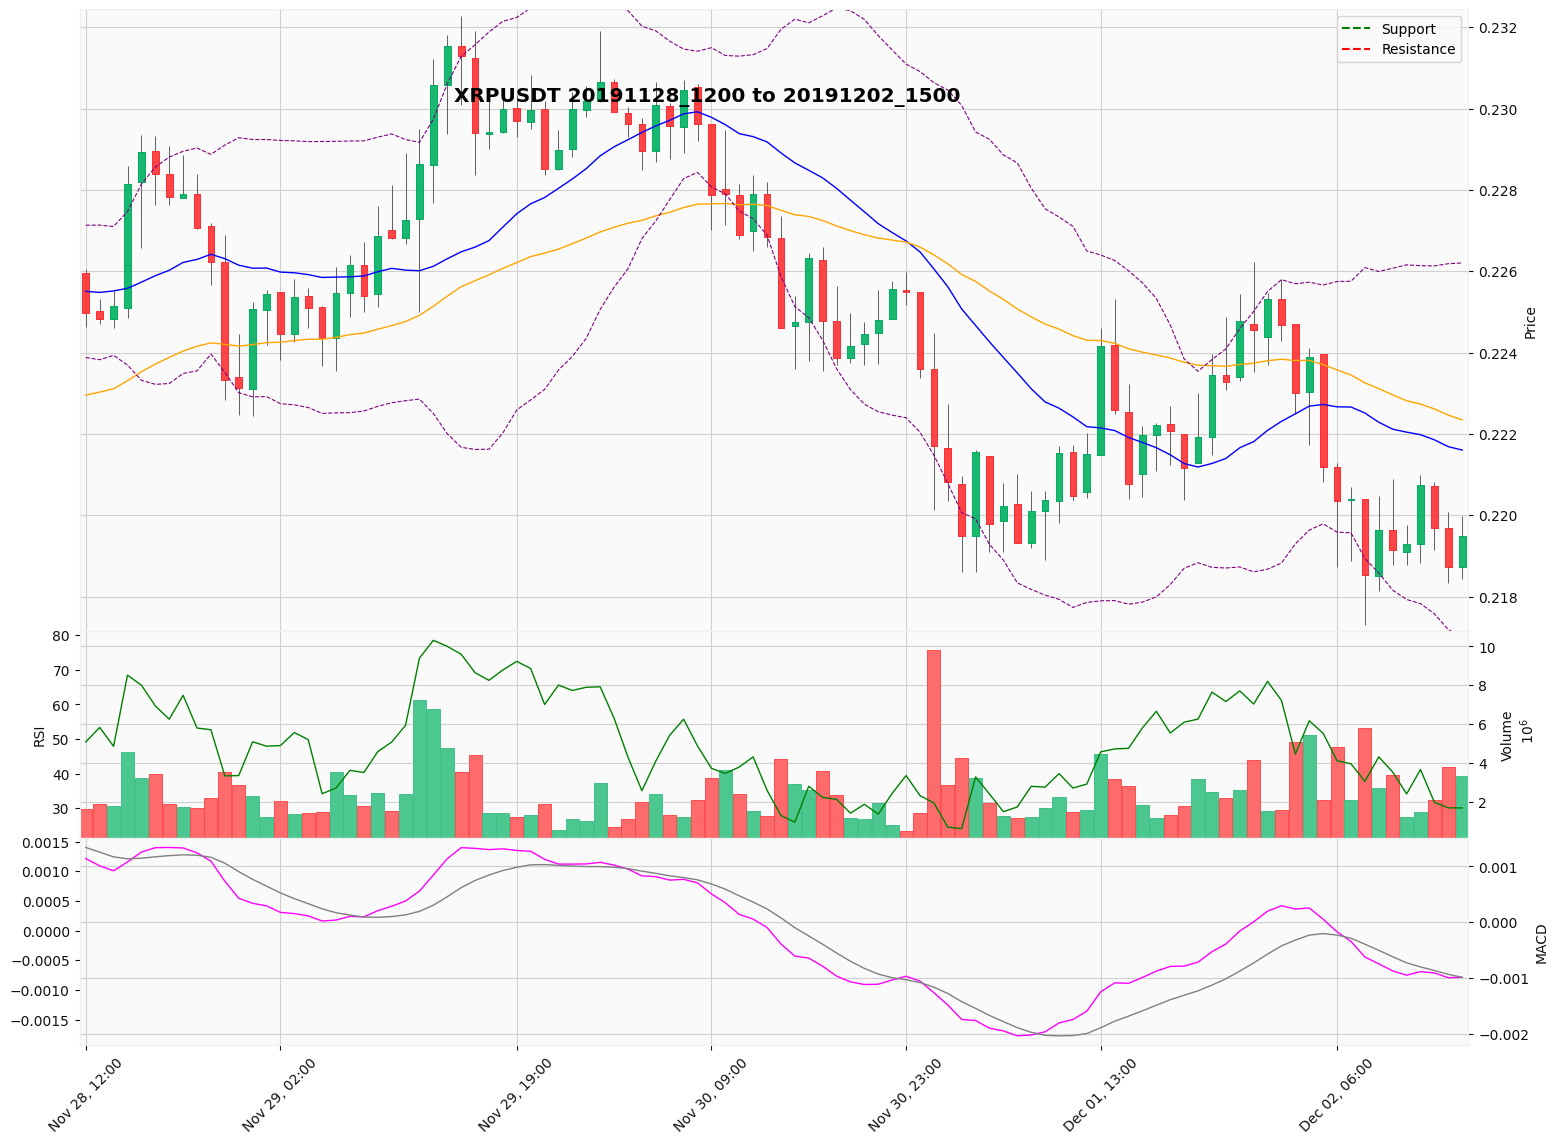 XRPUSDT 20191128_1200 to 20191202_1500
Support
Resistance
0.232
0.230
0.228
0.226
0.224
0.222
0.220
0.218
Price
80
70
60
50
40
30
RSI
10
8
6
4
2
Volume
10^6
0.0015
0.0010
0.0005
0.0000
−0.0005
−0.0010
−0.0015
0.001
0.000
−0.001
−0.002
MACD
Nov 28, 12:00
Nov 29, 02:00
Nov 29, 19:00
Nov 30, 09:00
Nov 30, 23:00
Dec 01, 13:00
Dec 02, 06:00